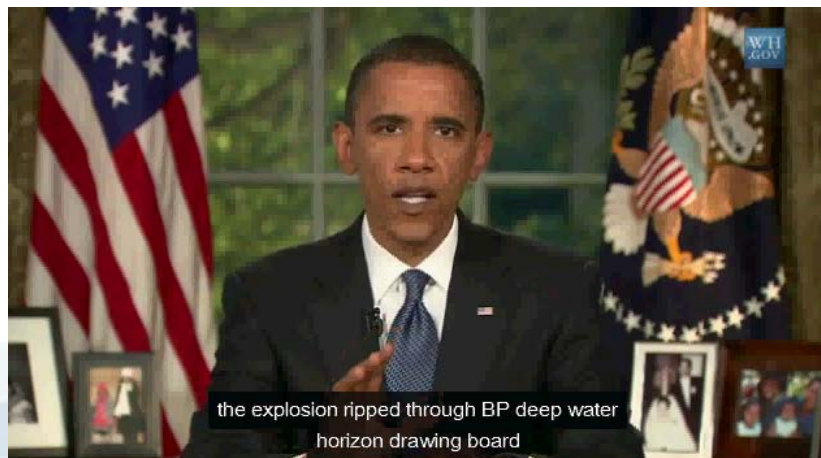 WH
.GOV
the explosion ripped through BP deep water
horizon drawing board